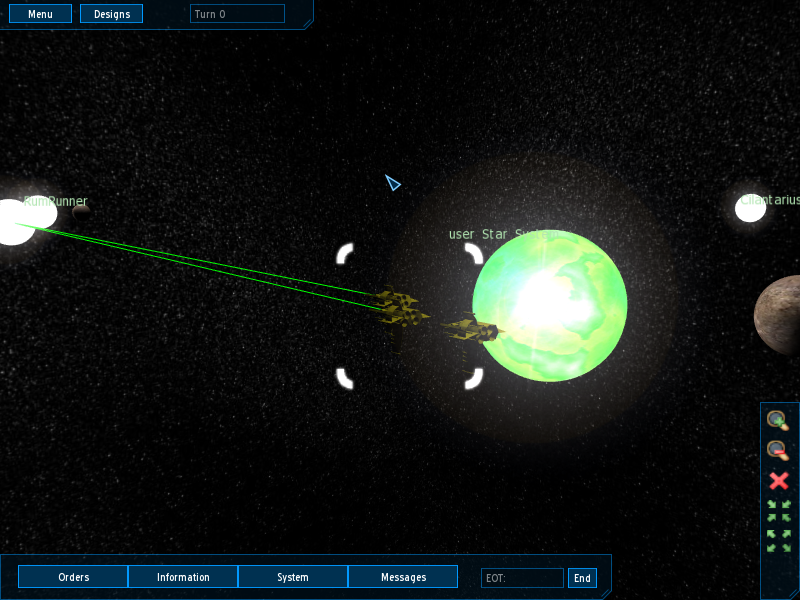 Menu
Designs
Turn 0
RumRunner
Cilantarius
user Star System
Orders
Information
System
Messages
EOT:
End